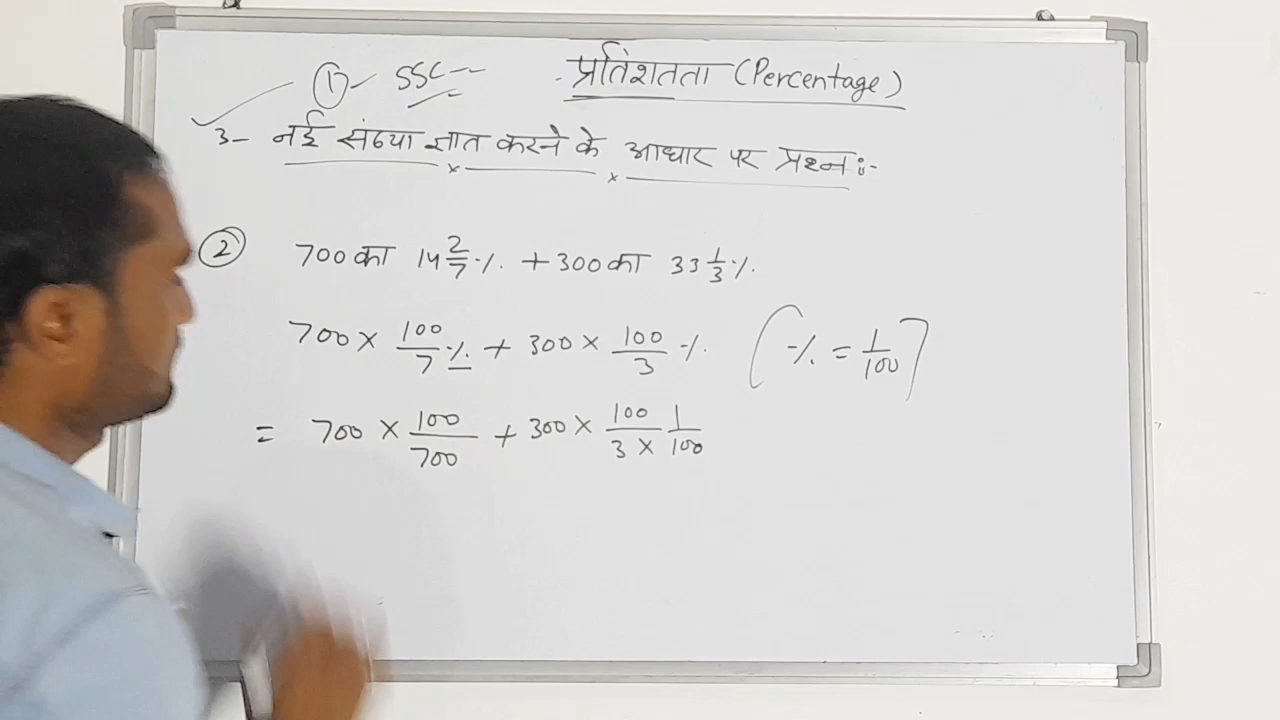 ① SSC प्रतिशतता (Percentage)
3- नई संख्या ज्ञात करने के आधार पर प्रश्न:-
② 700 का 14 2/7 % + 300 का 33 1/3 %
700 × 100/7 % + 300 × 100/3 % (% = 1/100)
= 700 × 100/700 + 300 × 100/3 × 1/100